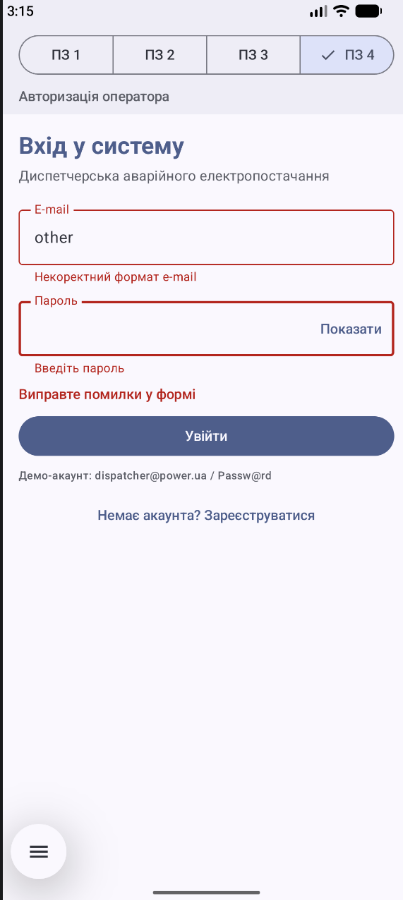 3:15
ПЗ 1 ПЗ 2 ПЗ 3 ПЗ 4
Авторизація оператора
Вхід у систему
Диспетчерська аварійного електропостачання
E-mail
other
Некоректний формат e-mail
Пароль
Показати
Введіть пароль
Виправте помилки у формі
Увійти
Демо-акаунт: dispatcher@power.ua / Passw@rd
Немає акаунта? Зареєструватися